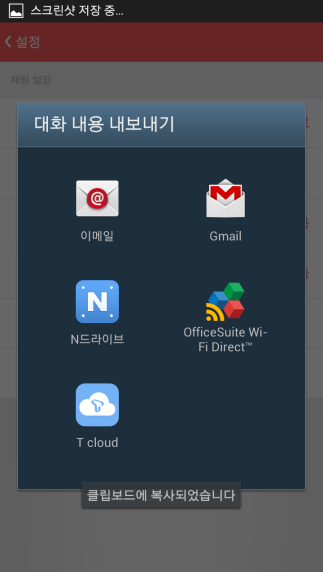 스크린샷 저장 중...
설정
채팅 설정
대화 내용 내보내기
이메일
Gmail
N드라이브
OfficeSuite Wi-
Fi Direct™
T cloud
클립보드에 복사되었습니다